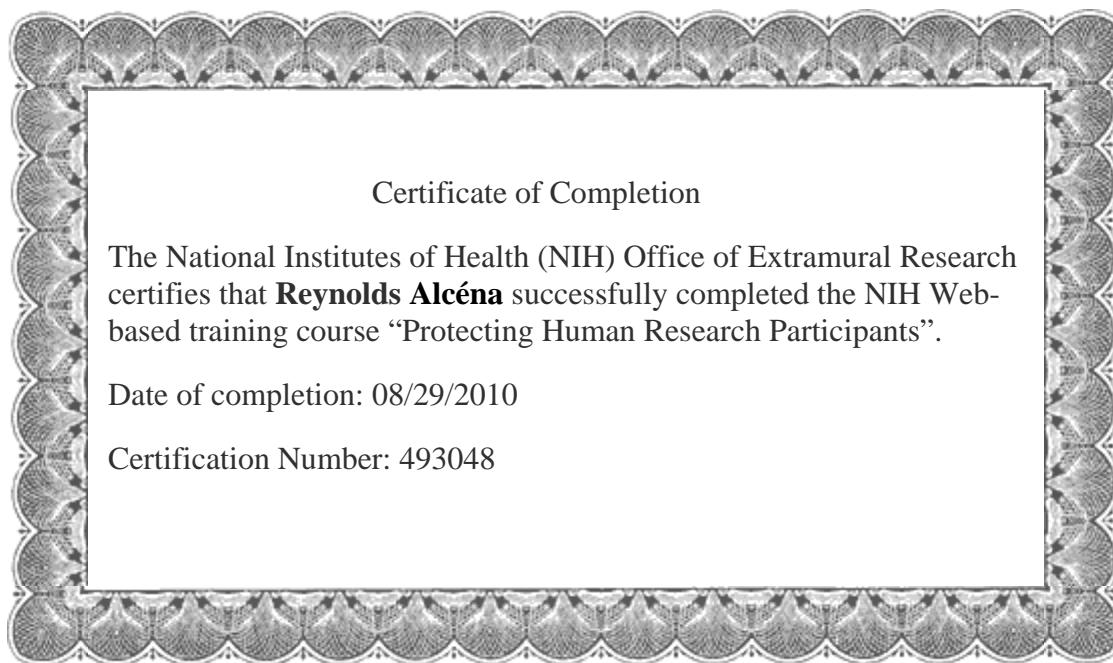 Certificate of Completion
The National Institutes of Health (NIH) Office of Extramural Research
certifies that Reynolds Alcéna successfully completed the NIH Web-
based training course “Protecting Human Research Participants”.
Date of completion: 08/29/2010
Certification Number: 493048